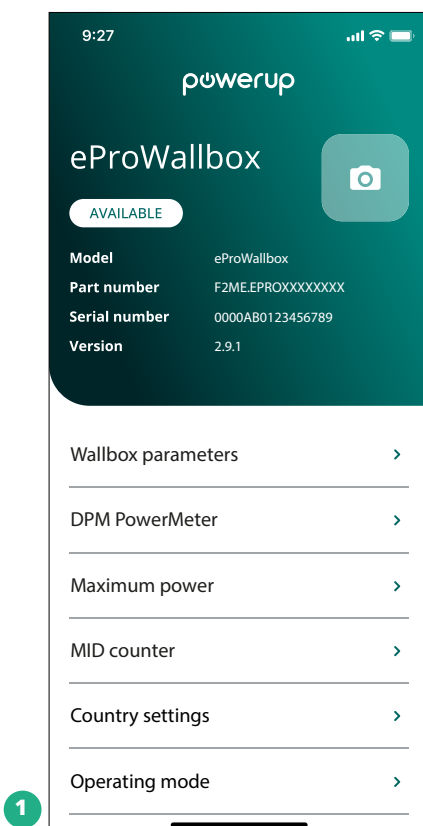 9:27
powerup
eProWallbox
AVAILABLE
Model eProWallbox
Part number F2ME.EPROXXXXXXXX
Serial number 0000AB0123456789
Version 2.9.1
Wallbox parameters
DPM PowerMeter
Maximum power
MID counter
Country settings
Operating mode
1